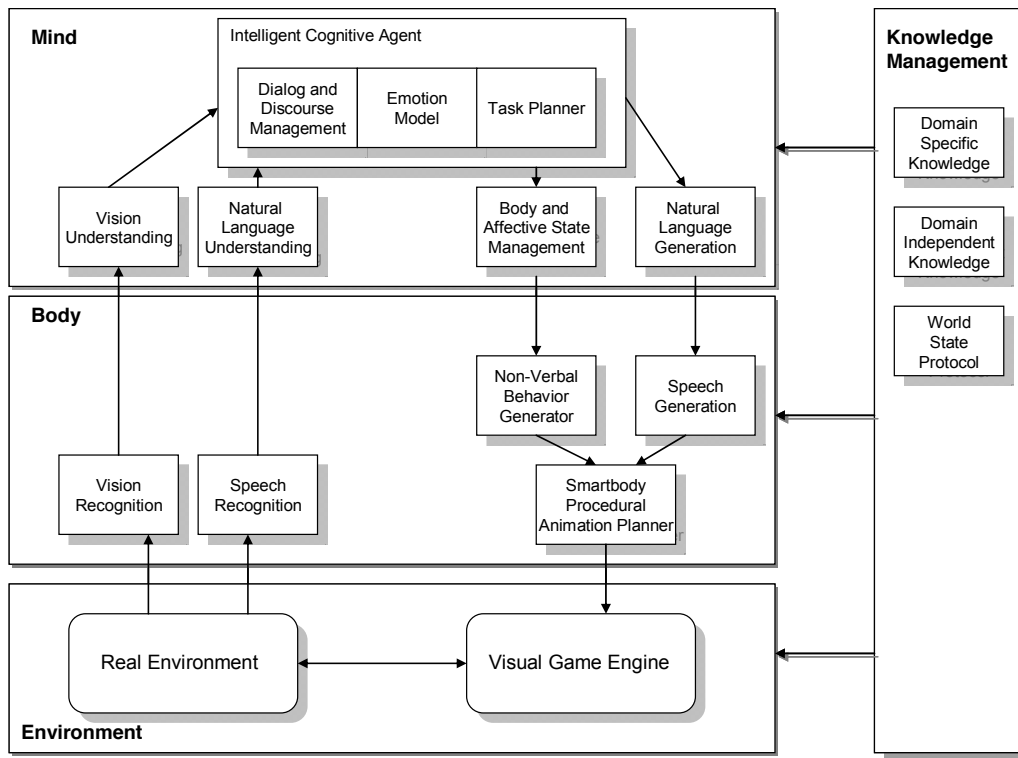 Mind
Intelligent Cognitive Agent
Dialog and
Discourse
Management
Emotion
Model
Task Planner
Vision
Understanding
Natural
Language
Understanding
Body and
Affective State
Management
Natural
Language
Generation
Body
Non-Verbal
Behavior
Generator
Speech
Generation
Vision
Recognition
Speech
Recognition
Smartbody
Procedural
Animation Planner
Real Environment
Visual Game Engine
Environment
Knowledge
Management
Domain
Specific
Knowledge
Domain
Independent
Knowledge
World
State
Protocol